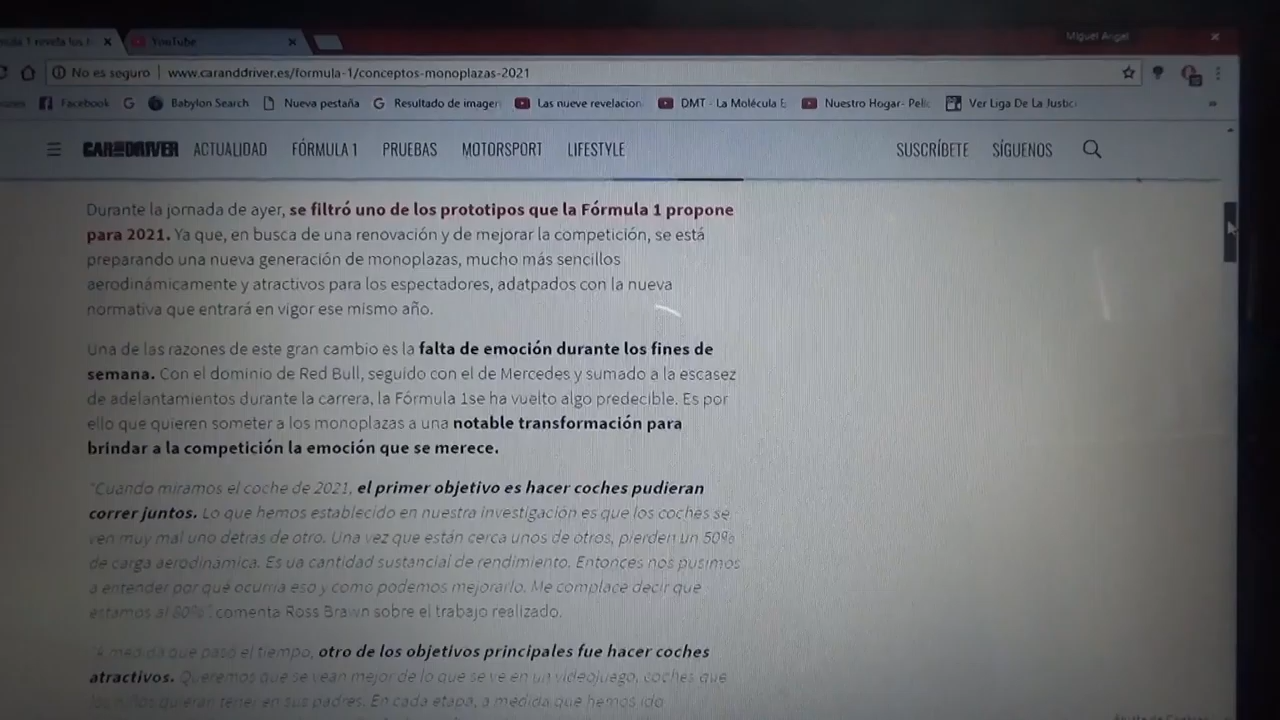 YouTube
Miguel Angel
No es seguro | www.caranddriver.es/formula-1/conceptos-monoplazas-2021
Facebook G Babylon Search Nueva pestaña G Resultado de imagen Las nueve revelacion DMT - La Molécula E Nuestro Hogar- Pelic Ver Liga De La Justic
CAR AND DRIVER ACTUALIDAD FÓRMULA 1 PRUEBAS MOTORSPORT LIFESTYLE SUSCRÍBETE SÍGUENOS
Durante la jornada de ayer, se filtró uno de los prototipos que la Fórmula 1 propone
para 2021. Ya que, en busca de una renovación y de mejorar la competición, se está
preparando una nueva generación de monoplazas, mucho más sencillos
aerodinámicamente y atractivos para los espectadores, adatpados con la nueva
normativa que entrará en vigor ese mismo año.
Una de las razones de este gran cambio es la falta de emoción durante los fines de
semana. Con el dominio de Red Bull, seguido con el de Mercedes y sumado a la escasez
de adelantamientos durante la carrera, la Fórmula 1se ha vuelto algo predecible. Es por
ello que quieren someter a los monoplazas a una notable transformación para
brindar a la competición la emoción que se merece.
"Cuando miramos el coche de 2021, el primer objetivo es hacer coches pudieran
correr juntos. Lo que hemos establecido en nuestra investigación es que los coches se
ven muy mal uno detras de otro. Una vez que están cerca unos de otros, pierden un 50%
de carga aerodinámica. Es ua cantidad sustancial de rendimiento. Entonces nos pusimos
a entender por qué ocurría eso y como podemos mejorarlo. Me complace decir que
estamos al 80%", comenta Ross Brawn sobre el trabajo realizado.
"A medida que pasó el tiempo, otro de los objetivos principales fue hacer coches
atractivos. Queremos que se vean mejor de lo que se ve en un videojuego, coches que
los niños quieran tener en sus padres. En cada etapa, a medida que hemos ido